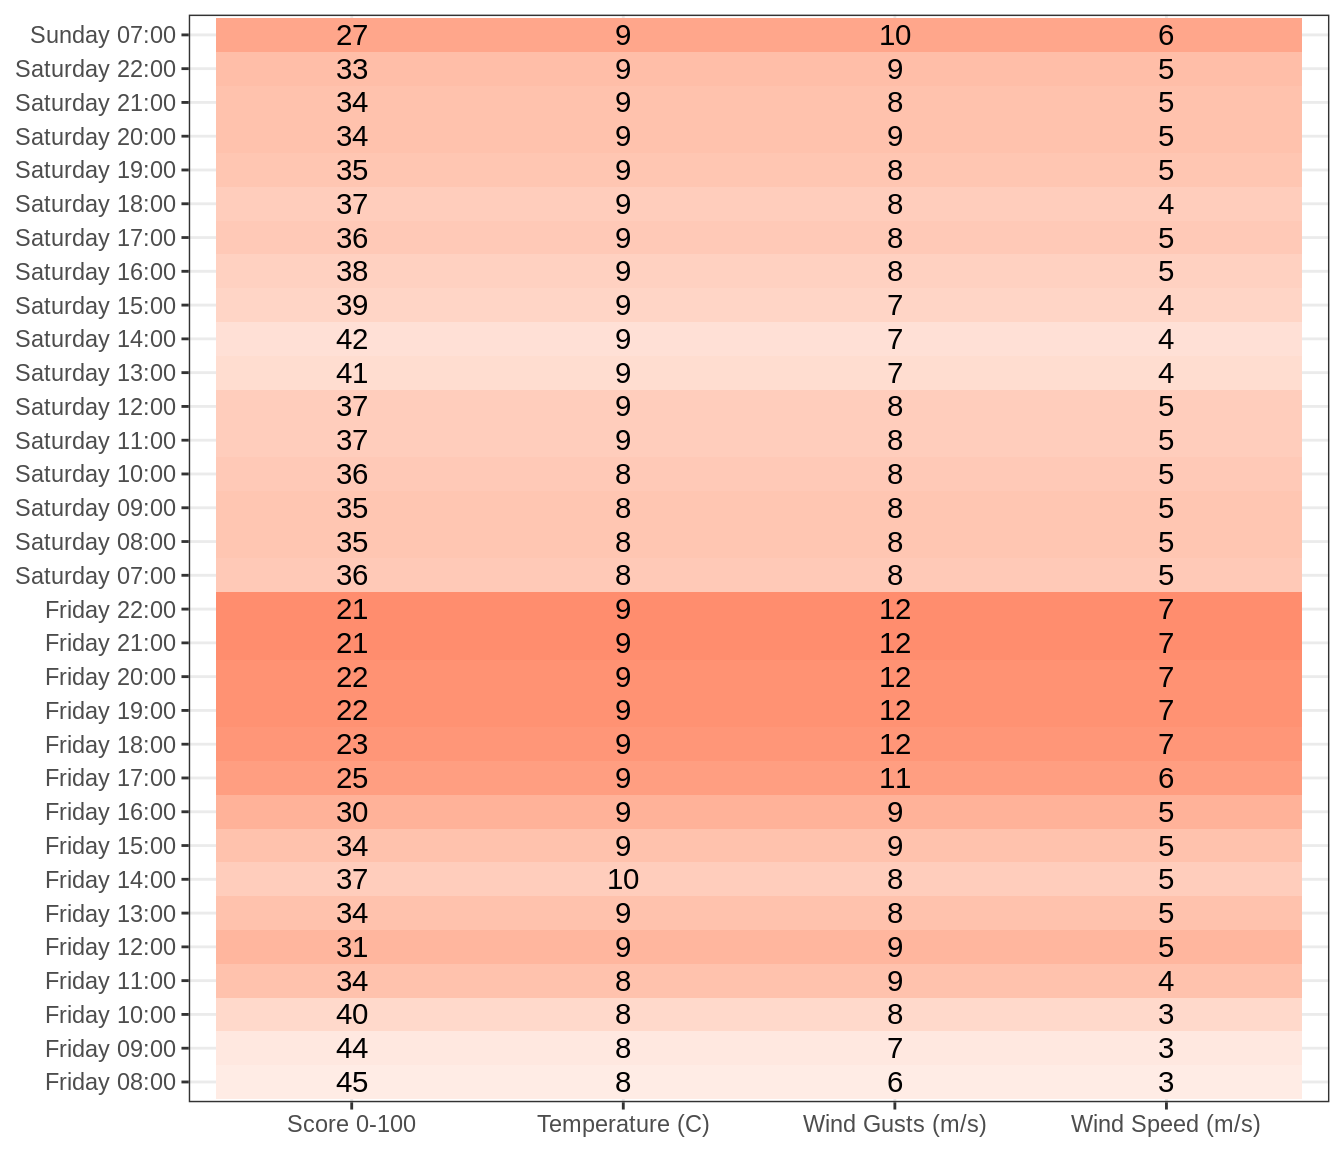 Sunday 07:00 27 9 10 6
Saturday 22:00 33 9 9 5
Saturday 21:00 34 9 8 5
Saturday 20:00 34 9 9 5
Saturday 19:00 35 9 8 5
Saturday 18:00 37 9 8 4
Saturday 17:00 36 9 8 5
Saturday 16:00 38 9 8 5
Saturday 15:00 39 9 7 4
Saturday 14:00 42 9 7 4
Saturday 13:00 41 9 7 4
Saturday 12:00 37 9 8 5
Saturday 11:00 37 9 8 5
Saturday 10:00 36 8 8 5
Saturday 09:00 35 8 8 5
Saturday 08:00 35 8 8 5
Saturday 07:00 36 8 8 5
Friday 22:00 21 9 12 7
Friday 21:00 21 9 12 7
Friday 20:00 22 9 12 7
Friday 19:00 22 9 12 7
Friday 18:00 23 9 12 7
Friday 17:00 25 9 11 6
Friday 16:00 30 9 9 5
Friday 15:00 34 9 9 5
Friday 14:00 37 10 8 5
Friday 13:00 34 9 8 5
Friday 12:00 31 9 9 5
Friday 11:00 34 8 9 4
Friday 10:00 40 8 8 3
Friday 09:00 44 8 7 3
Friday 08:00 45 8 6 3
Score 0-100 Temperature (C) Wind Gusts (m/s) Wind Speed (m/s)